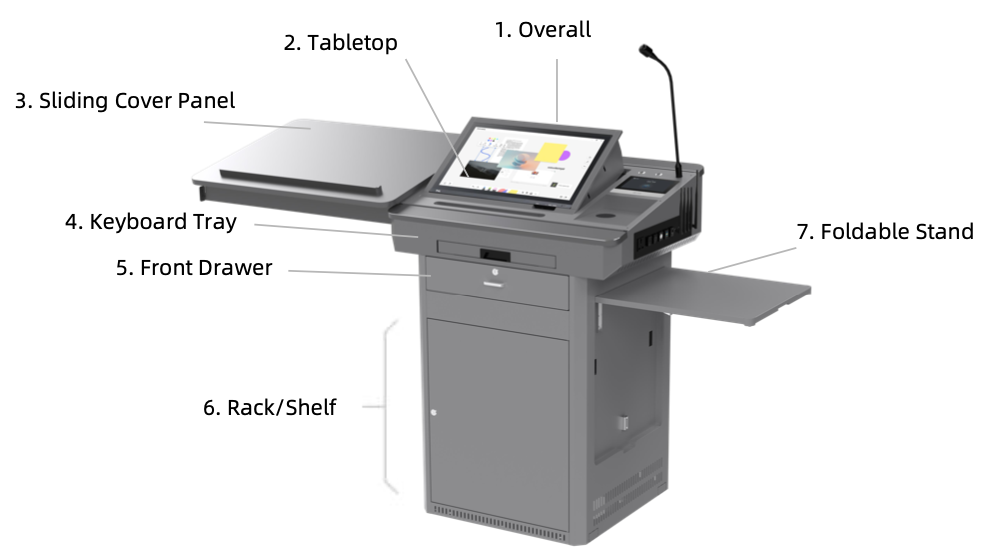 1. Overall
2. Tabletop
3. Sliding Cover Panel
4. Keyboard Tray
7. Foldable Stand
5. Front Drawer
6. Rack/Shelf